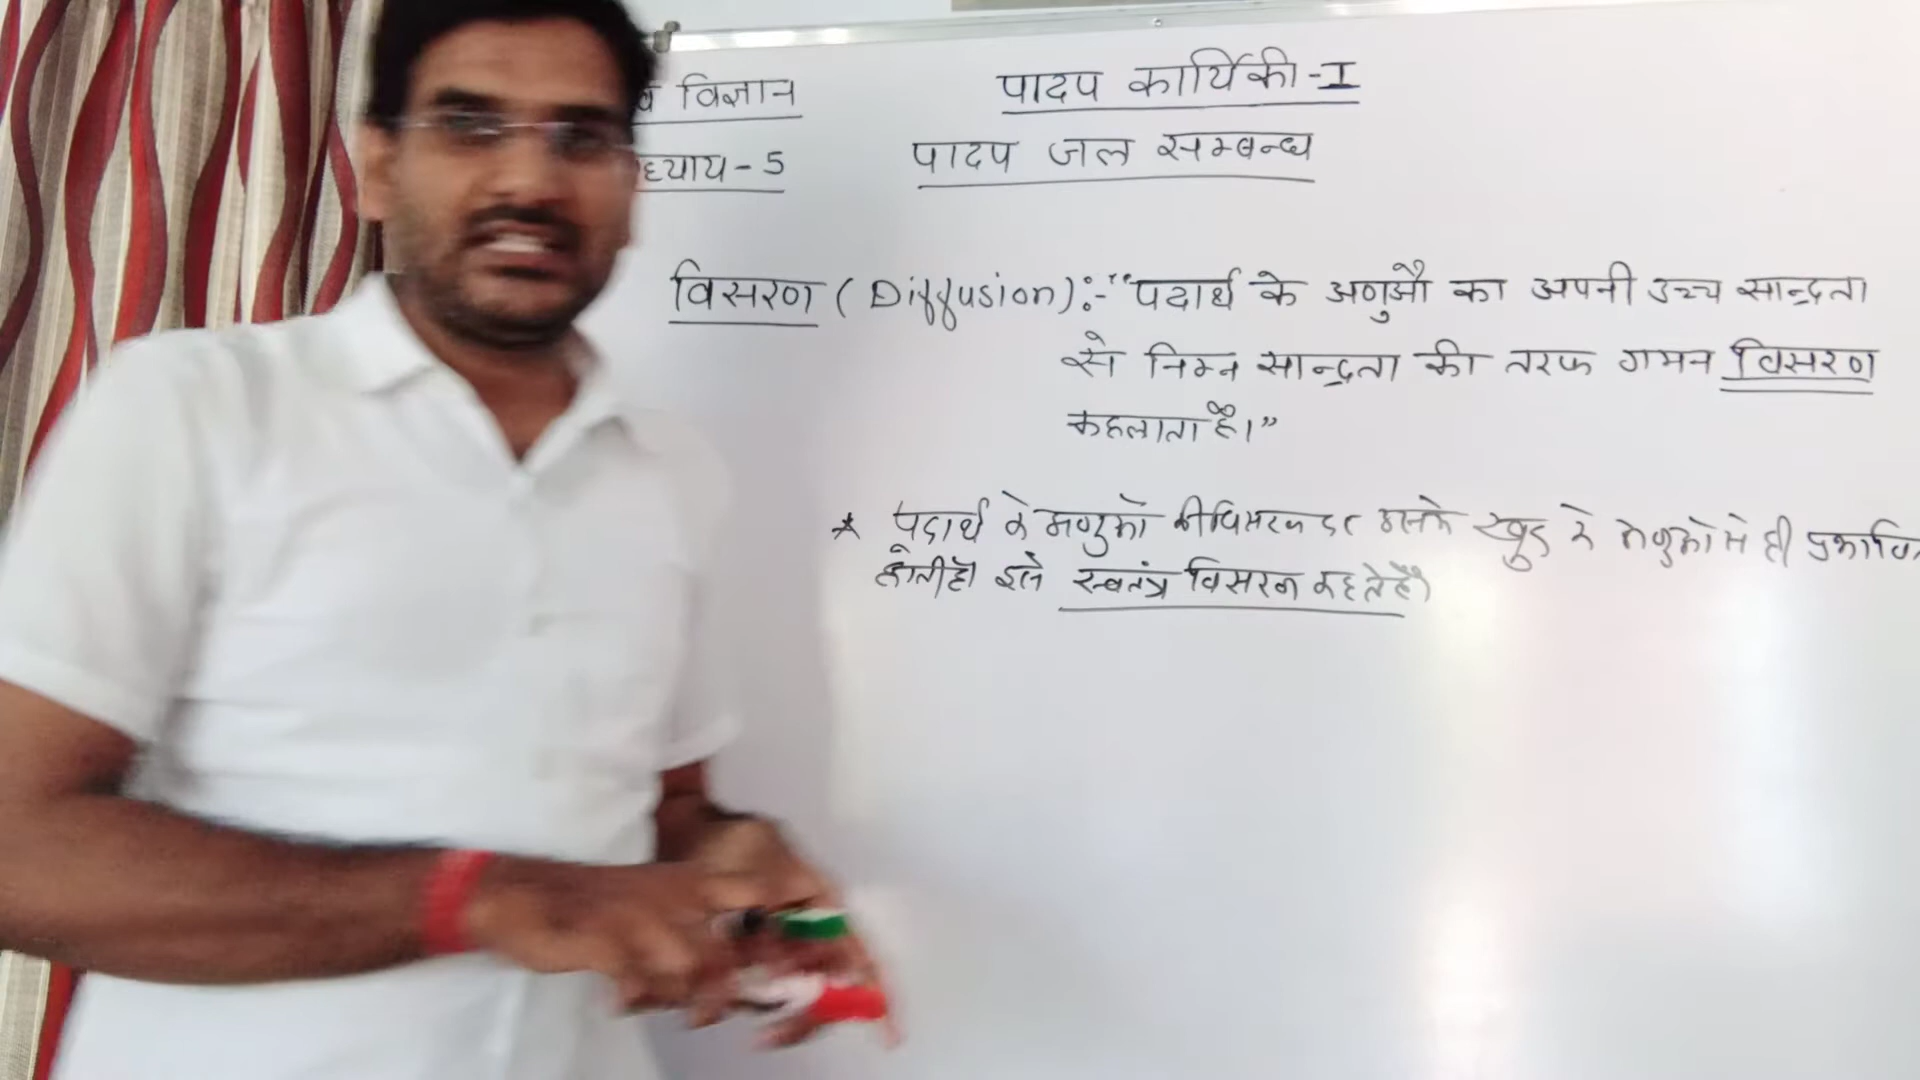 व विज्ञान
ध्याय-5
पादप कार्यिकी-I
पादप जल सम्बन्ध
विसरण (Diffusion):- "पदार्थ के अणुऔ का अपनी उच्च सान्द्रता
से निम्न सान्द्रता की तरफ गमन विसरण
कहलाता है।"
* पदार्थ के अणुओ की विसरण दर उसके खुद के अणुओ से ही प्रभावि
होती है। इसे स्वतंत्र विसरण कहते है।